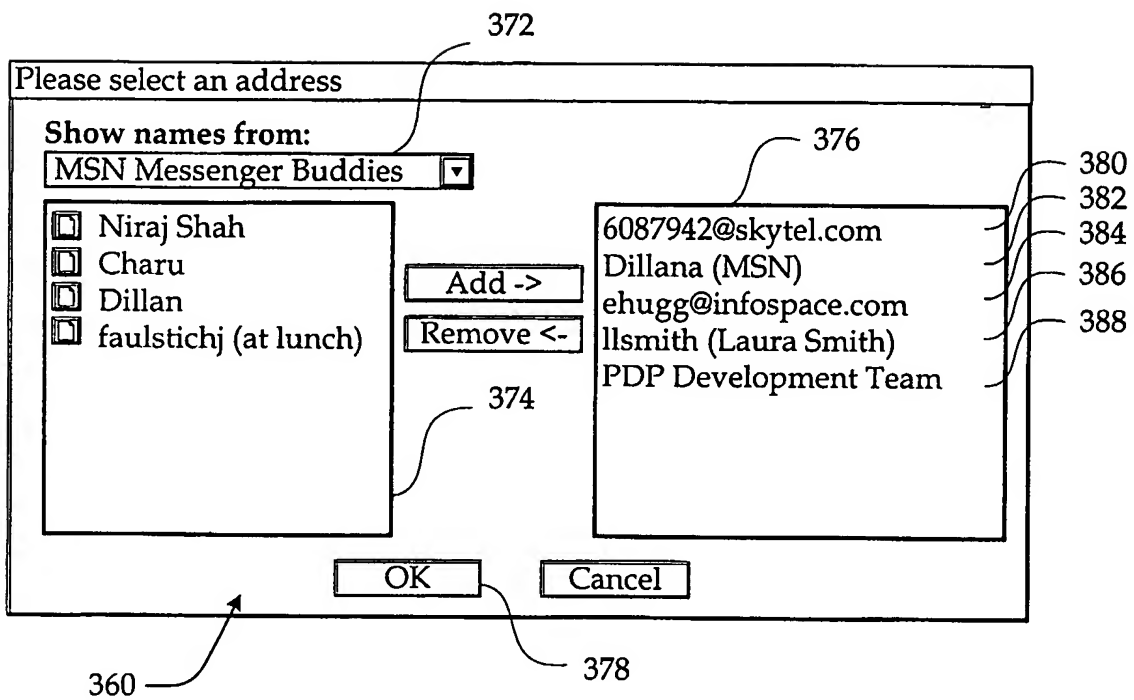 372
Please select an address
Show names from:
MSN Messenger Buddies
376
380
382
384
386
388
Niraj Shah
Charu
Dillan
faulstichj (at lunch)
Add ->
Remove <-
6087942@skytel.com
Dillana (MSN)
ehugg@infospace.com
llsmith (Laura Smith)
PDP Development Team
374
OK
Cancel
360
378